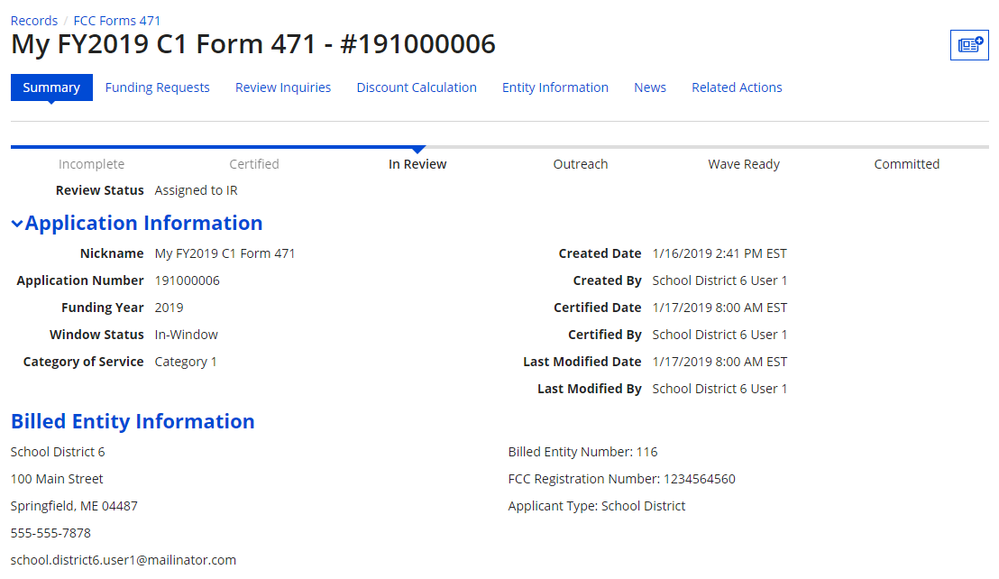 Records / FCC Forms 471
My FY2019 C1 Form 471 - #191000006
Summary Funding Requests Review Inquiries Discount Calculation Entity Information News Related Actions
Incomplete Certified In Review Outreach Wave Ready Committed
Review Status Assigned to IR
Application Information
Nickname My FY2019 C1 Form 471
Created Date 1/16/2019 2:41 PM EST
Application Number 191000006
Created By School District 6 User 1
Funding Year 2019
Certified Date 1/17/2019 8:00 AM EST
Window Status In-Window
Certified By School District 6 User 1
Category of Service Category 1
Last Modified Date 1/17/2019 8:00 AM EST
Last Modified By School District 6 User 1
Billed Entity Information
School District 6
Billed Entity Number: 116
100 Main Street
FCC Registration Number: 1234564560
Springfield, ME 04487
Applicant Type: School District
555-555-7878
school.district6.user1@mailinator.com